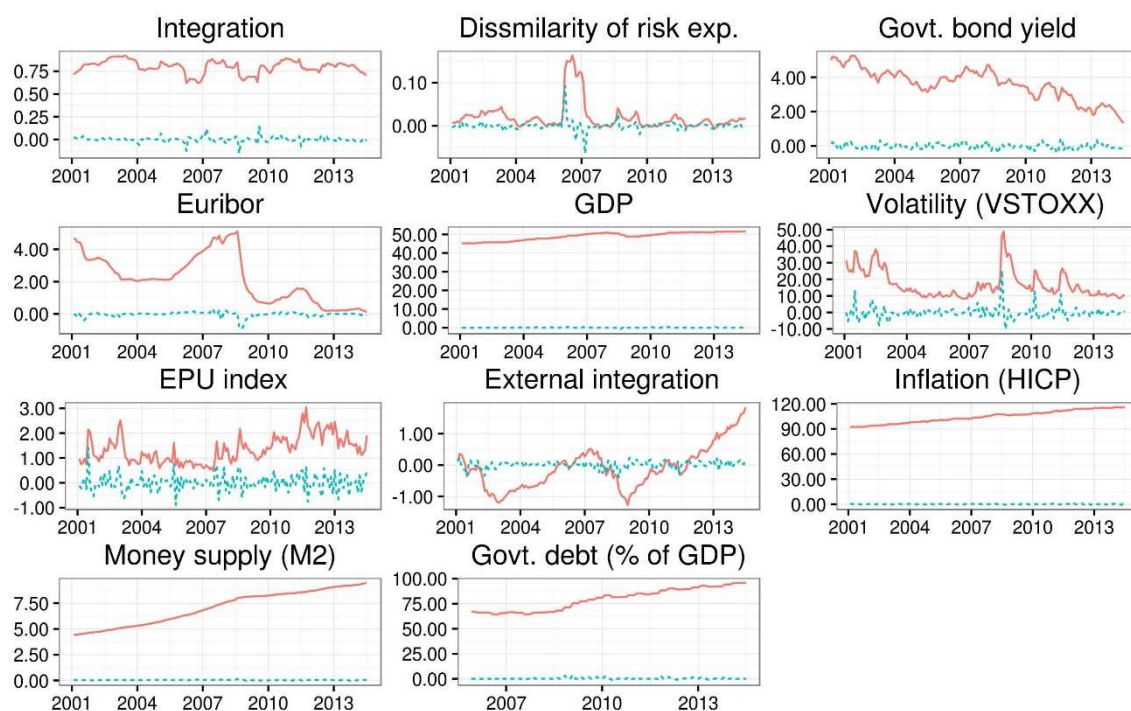 Integration
0.75
0.50
0.25
0.00
2001 2004 2007 2010 2013
Dissmilarity of risk exp.
0.10
0.00
2001 2004 2007 2010 2013
Govt. bond yield
4.00
2.00
0.00
2001 2004 2007 2010 2013
Euribor
4.00
2.00
0.00
2001 2004 2007 2010 2013
GDP
50.00
40.00
30.00
20.00
10.00
0.00
2001 2004 2007 2010 2013
Volatility (VSTOXX)
50.00
40.00
30.00
20.00
10.00
0.00
-10.00
2001 2004 2007 2010 2013
EPU index
3.00
2.00
1.00
0.00
-1.00
2001 2004 2007 2010 2013
External integration
1.00
0.00
-1.00
2001 2004 2007 2010 2013
Inflation (HICP)
120.00
90.00
60.00
30.00
0.00
2001 2004 2007 2010 2013
Money supply (M2)
7.50
5.00
2.50
0.00
2001 2004 2007 2010 2013
Govt. debt (% of GDP)
100.00
75.00
50.00
25.00
0.00
2007 2010 2013